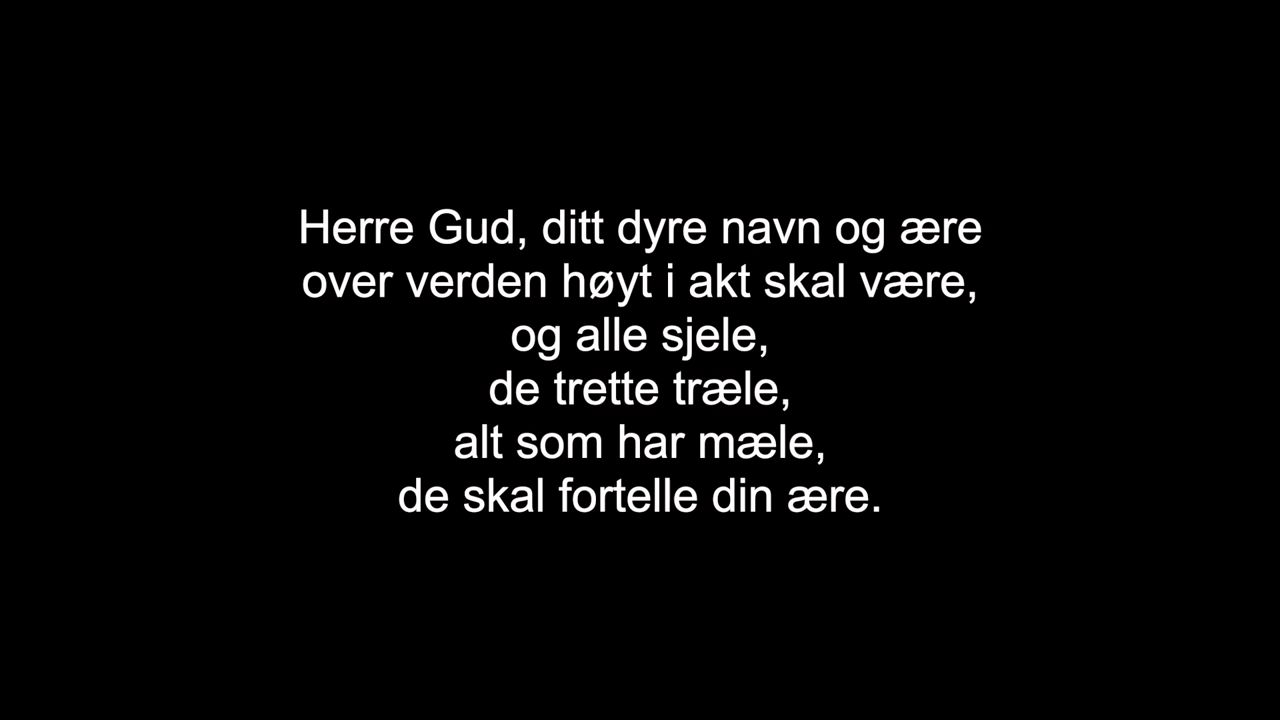 Herre Gud, ditt dyre navn og ære
over verden høyt i akt skal være,
og alle sjele,
de trette træle,
alt som har mæle,
de skal fortelle din ære.